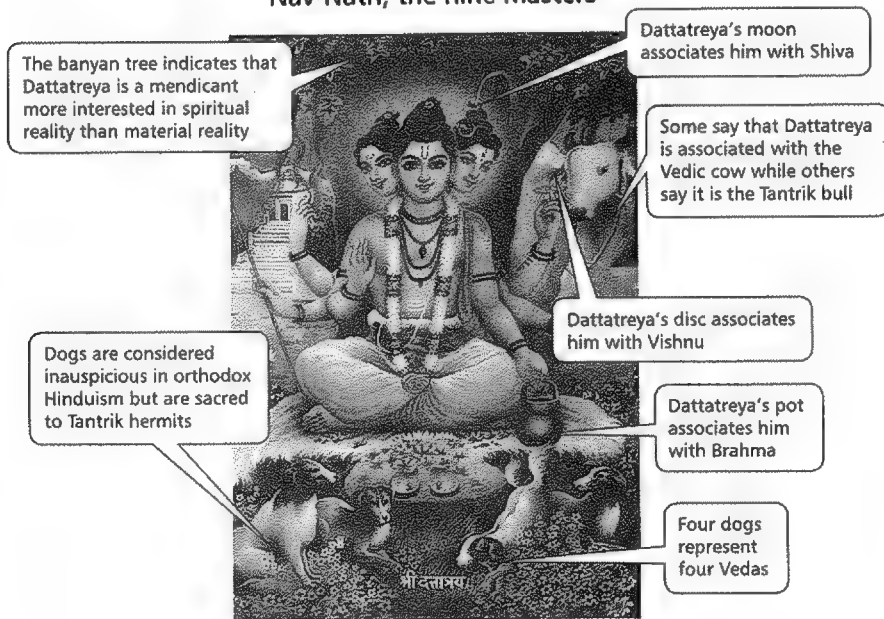 Nav Nath, the nine masters
The banyan tree indicates that
Dattatreya is a mendicant
more interested in spiritual
reality than material reality
Dattatreya's moon
associates him with Shiva
Some say that Dattatreya
is associated with the
Vedic cow while others
say it is the Tantrik bull
Dattatreya's disc associates
him with Vishnu
Dogs are considered
inauspicious in orthodox
Hinduism but are sacred
to Tantrik hermits
Dattatreya's pot
associates him
with Brahma
Four dogs
represent
four Vedas
श्री दत्तात्रय